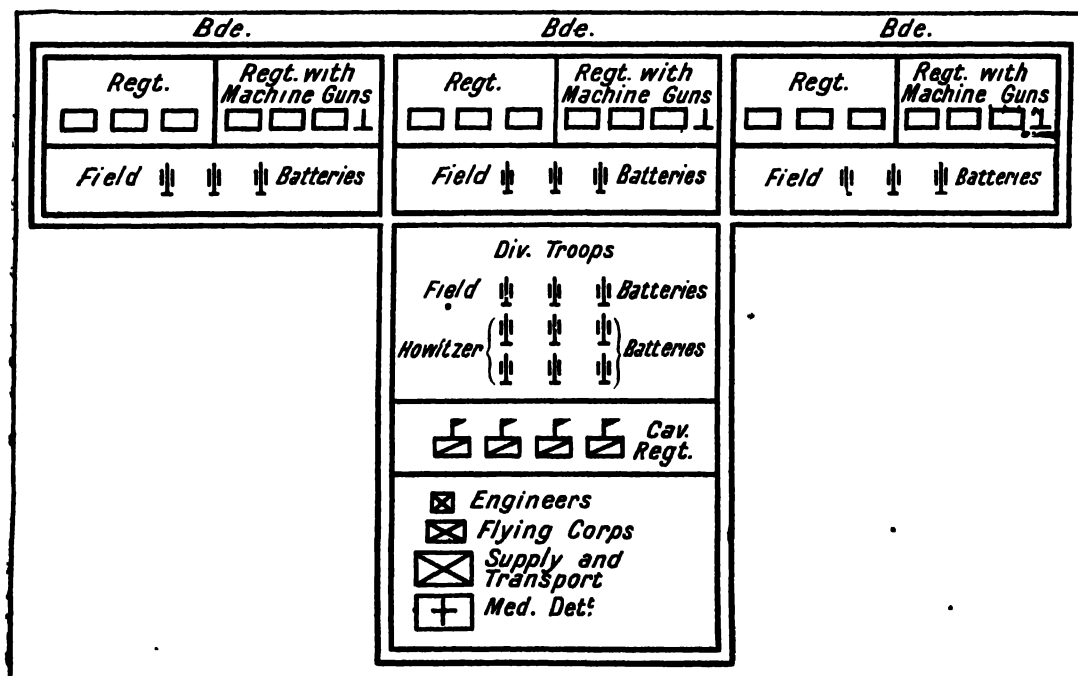 Bde.
Regt.
Regt. with
Machine Guns
Field Batteries
Bde.
Regt.
Regt. with
Machine Guns
Field Batteries
Bde.
Regt.
Regt. with
Machine Guns
Field Batteries
Div. Troops
Field Batteries
Howitzer Batteries
Cav.
Regt.
Engineers
Flying Corps
Supply and
Transport
Med. Dett.